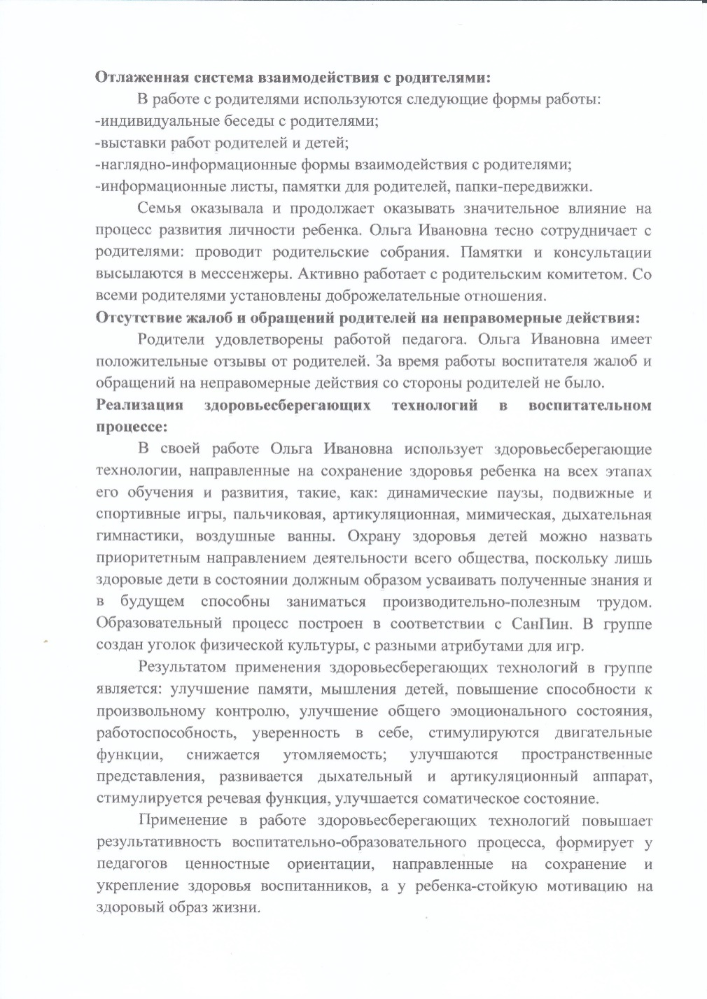 Отлаженная система взаимодействия с родителями:
В работе с родителями используются следующие формы работы:
-индивидуальные беседы с родителями;
-выставки работ родителей и детей;
-наглядно-информационные формы взаимодействия с родителями;
-информационные листы, памятки для родителей, папки-передвижки.
Семья оказывала и продолжает оказывать значительное влияние на
процесс развития личности ребенка. Ольга Ивановна тесно сотрудничает с
родителями: проводит родительские собрания. Памятки и консультации
высылаются в мессенжеры. Активно работает с родительским комитетом. Со
всеми родителями установлены доброжелательные отношения.
Отсутствие жалоб и обращений родителей на неправомерные действия:
Родители удовлетворены работой педагога. Ольга Ивановна имеет
положительные отзывы от родителей. За время работы воспитателя жалоб и
обращений на неправомерные действия со стороны родителей не было.
Реализация здоровьесберегающих технологий в воспитательном
процессе:
В своей работе Ольга Ивановна использует здоровьесберегающие
технологии, направленные на сохранение здоровья ребенка на всех этапах
его обучения и развития, такие, как: динамические паузы, подвижные и
спортивные игры, пальчиковая, артикуляционная, мимическая, дыхательная
гимнастики, воздушные ванны. Охрану здоровья детей можно назвать
приоритетным направлением деятельности всего общества, поскольку лишь
здоровые дети в состоянии должным образом усваивать полученные знания и
в будущем способны заниматься производительно-полезным трудом.
Образовательный процесс построен в соответствии с СанПин. В группе
создан уголок физической культуры, с разными атрибутами для игр.
Результатом применения здоровьесберегающих технологий в группе
является: улучшение памяти, мышления детей, повышение способности к
произвольному контролю, улучшение общего эмоционального состояния,
работоспособность, уверенность в себе, стимулируются двигательные
функции, снижается утомляемость; улучшаются пространственные
представления, развивается дыхательный и артикуляционный аппарат,
стимулируется речевая функция, улучшается соматическое состояние.
Применение в работе здоровьесберегающих технологий повышает
результативность воспитательно-образовательного процесса, формирует у
педагогов ценностные ориентации, направленные на сохранение и
укрепление здоровья воспитанников, а у ребенка-стойкую мотивацию на
здоровый образ жизни.